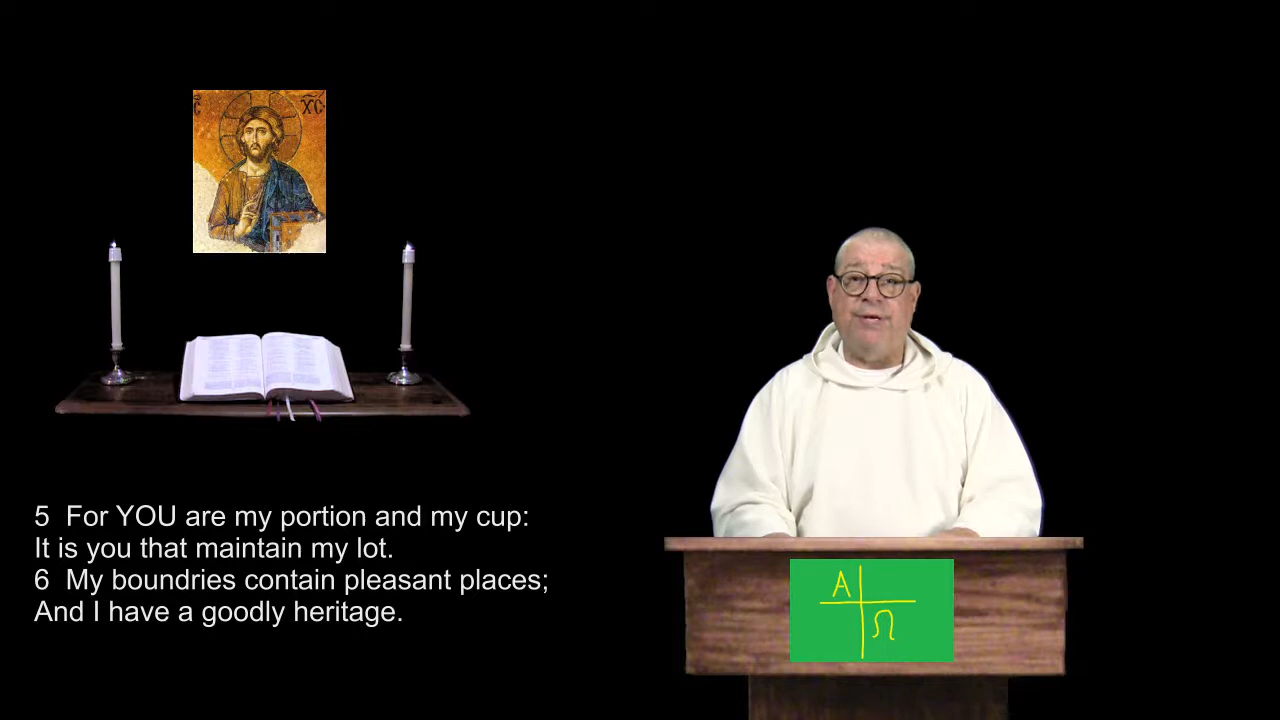 XC
5 For YOU are my portion and my cup:
It is you that maintain my lot.
6 My boundries contain pleasant places;
And I have a goodly heritage.
Α
Ω